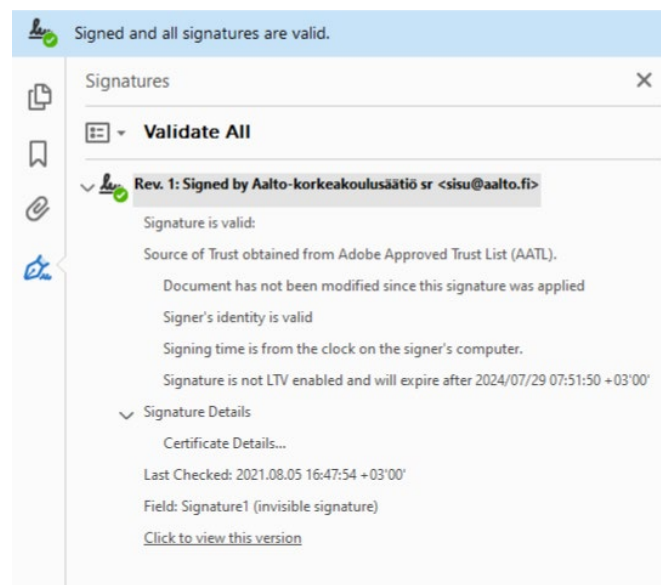 Signed and all signatures are valid.
Signatures
Validate All
Rev. 1: Signed by Aalto-korkeakoulusäätiö sr <sisu@aalto.fi>
Signature is valid:
Source of Trust obtained from Adobe Approved Trust List (AATL).
Document has not been modified since this signature was applied
Signer's identity is valid
Signing time is from the clock on the signer's computer.
Signature is not LTV enabled and will expire after 2024/07/29 07:51:50 +03'00'
Signature Details
Certificate Details...
Last Checked: 2021.08.05 16:47:54 +03'00'
Field: Signature1 (invisible signature)
Click to view this version